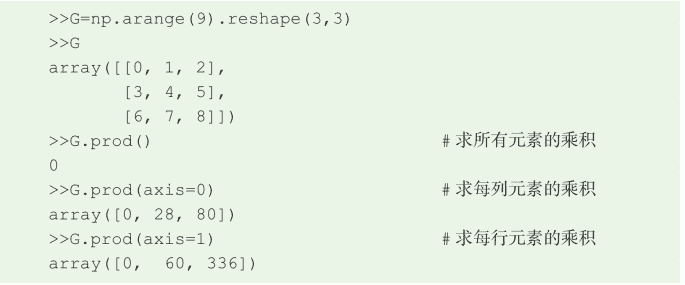 >>G=np.arange(9).reshape(3,3)
>>G
array([[0, 1, 2],
       [3, 4, 5],
       [6, 7, 8]])
>>G.prod()                    #求所有元素的乘积
0
>>G.prod(axis=0)              #求每列元素的乘积
array([0, 28, 80])
>>G.prod(axis=1)              #求每行元素的乘积
array([0,  60, 336])